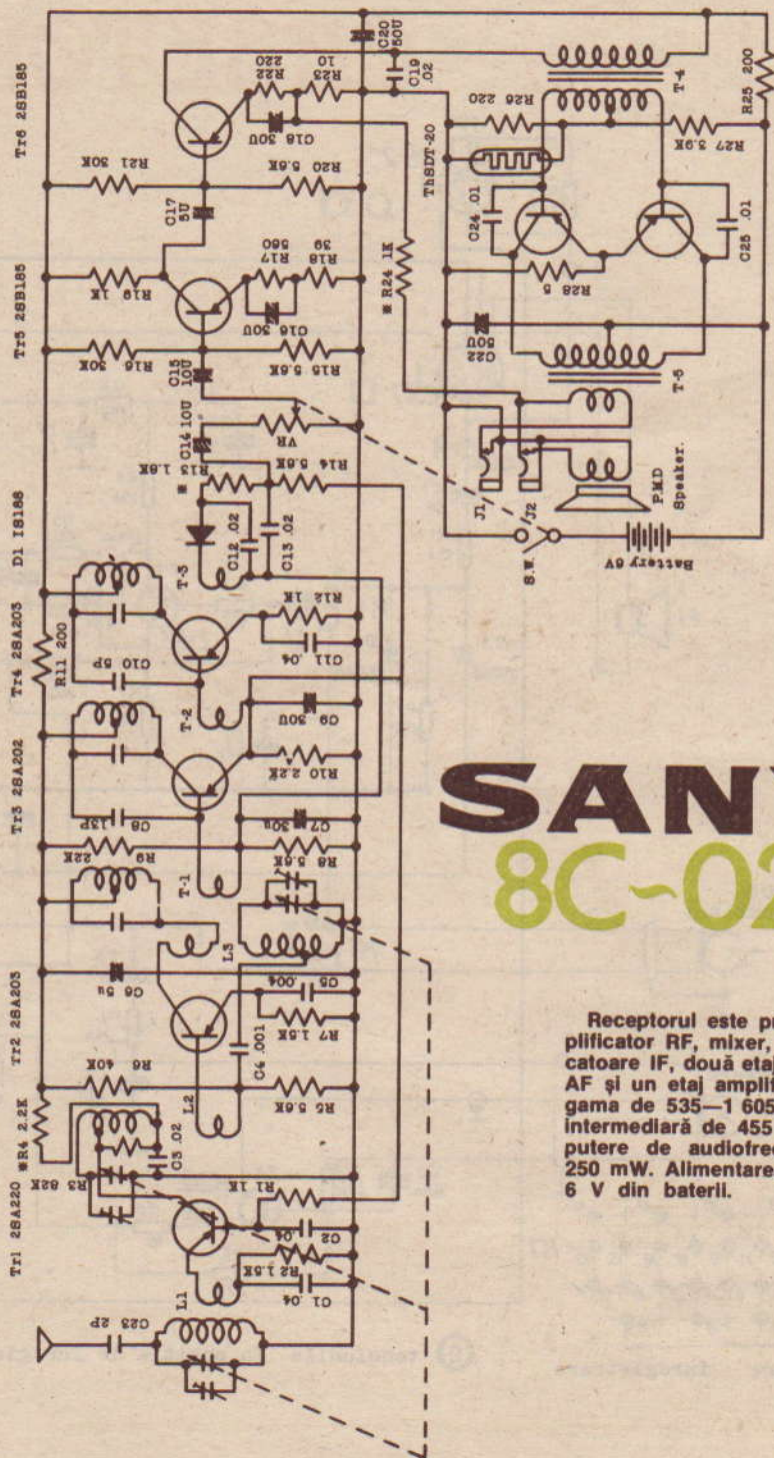 Tr6 2SB185
Tr5 2SB185
D1 IS188
Tr4 2SA203
Tr3 2SA202
Tr2 2SA203
Tr1 2SA220
C20
50U
R22
220
R23
10
C19
.02
C18 30U
R21 30K
R20 5.6K
C17
5U
R19 1K
R17
560
R18
39
C16
30U
R16
30K
R15 5.6K
C15
10U
C14 10U
VR
R13 1.8K
*
R14 5.6K
C12 .02
C13 .02
T-3
R11 200
C10 5P
R12 1K
C11
.04
T-2
C9 30U
C8 13P
R10 2.2K
R9
22K
C7
30u
R8 5.6K
T-1
L3
C6 5u
C5
.004
R7 1.5K
C4 .001
R6
40K
R5 5.6K
L2
*R4 2.2K
C3 .02
R3
82K
R1 1K
C2
.04
R2 1.5K
C1 .04
L1
C23
2P
* R24 1K
ThSDT-20
R26 220
T-4
R25 200
R27 3.9K
C24 .01
C25 .01
R28 5
C22
50U
T-5
J1
J2
P.M.D
Speaker.
S.W.
Battery 6V
SAN
8C~02
Receptorul este pr
plificator RF, mixer,
catoare IF, două etaj
AF și un etaj amplif
gama de 535—1 605
intermediară de 455
putere de audiofrec
250 mW. Alimentare
6 V din baterii.